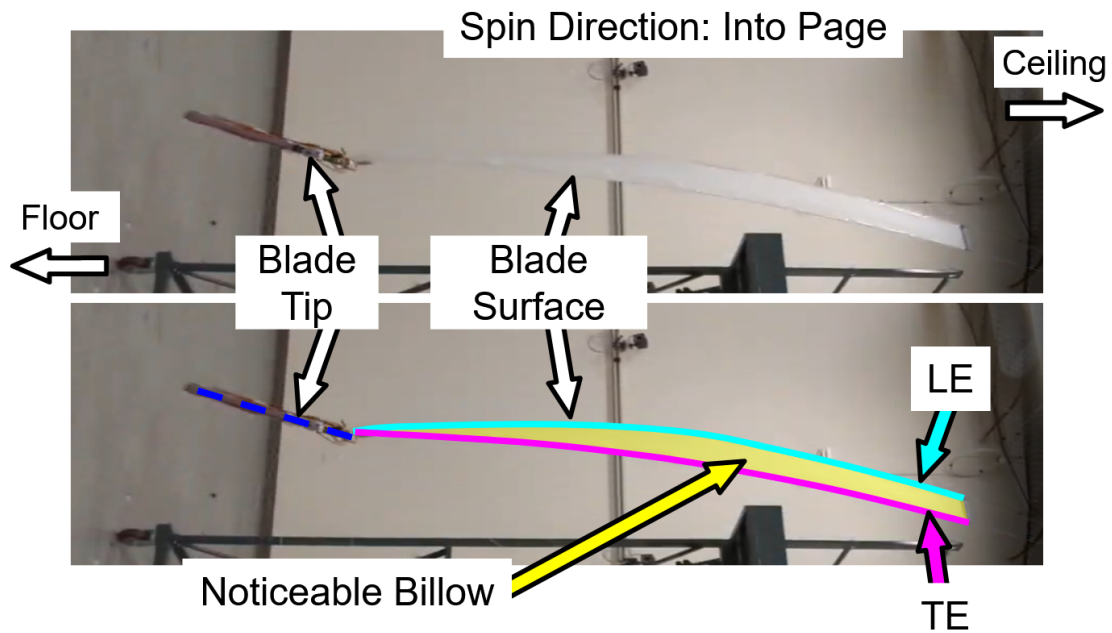 Spin Direction: Into Page
Ceiling
Floor
Blade
Tip
Blade
Surface
LE
Noticeable Billow
TE